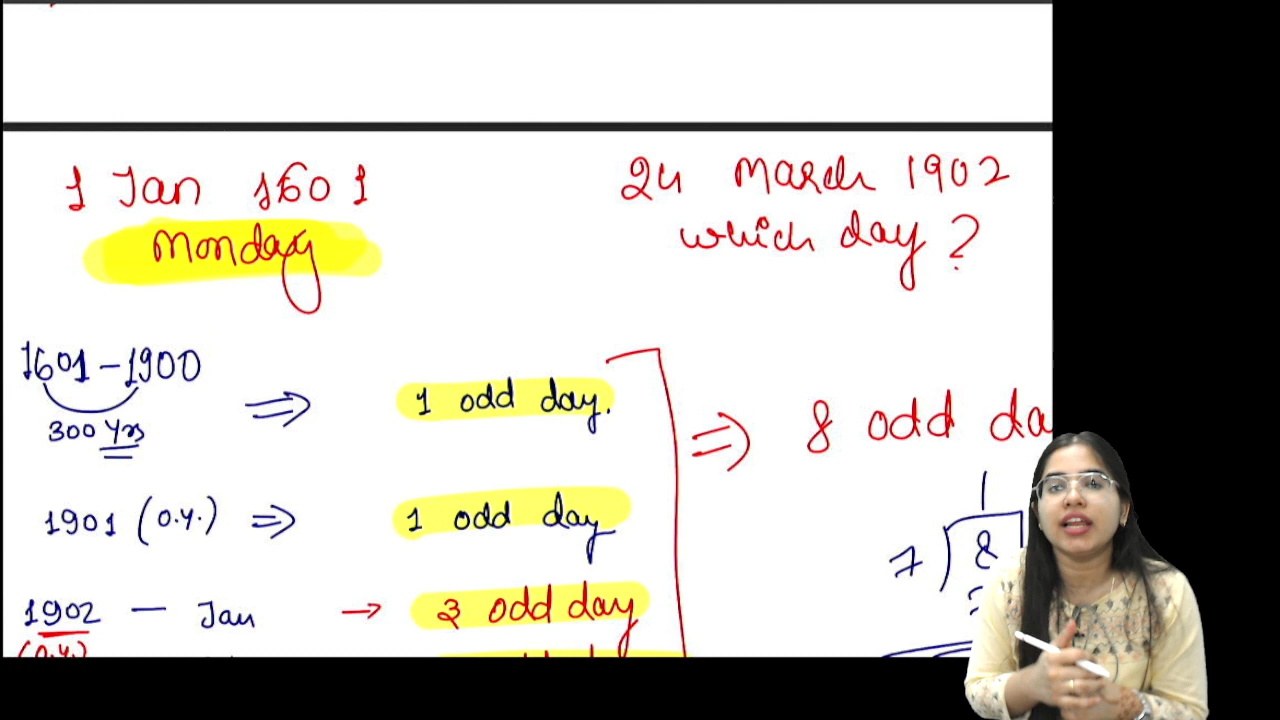 1 Jan 1601
Monday
24 March 1902
which day ?
1601 - 1900
300 Yrs
⇒ 1 odd day.
1901 (O.Y.) ⇒ 1 odd day
1902 — Jan → 3 odd day
(O.Y.)
⇒ 8 odd da
1
7 8